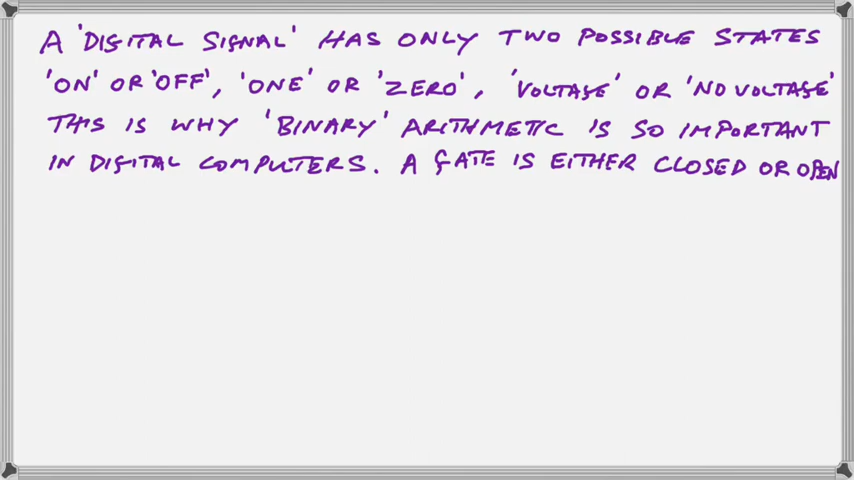 A 'DIGITAL SIGNAL' HAS ONLY TWO POSSIBLE STATES
'ON' OR 'OFF', 'ONE' OR 'ZERO', 'VOLTAGE' OR 'NO VOLTAGE'
THIS IS WHY 'BINARY' ARITHMETIC IS SO IMPORTANT
IN DIGITAL COMPUTERS. A GATE IS EITHER CLOSED OR OPEN